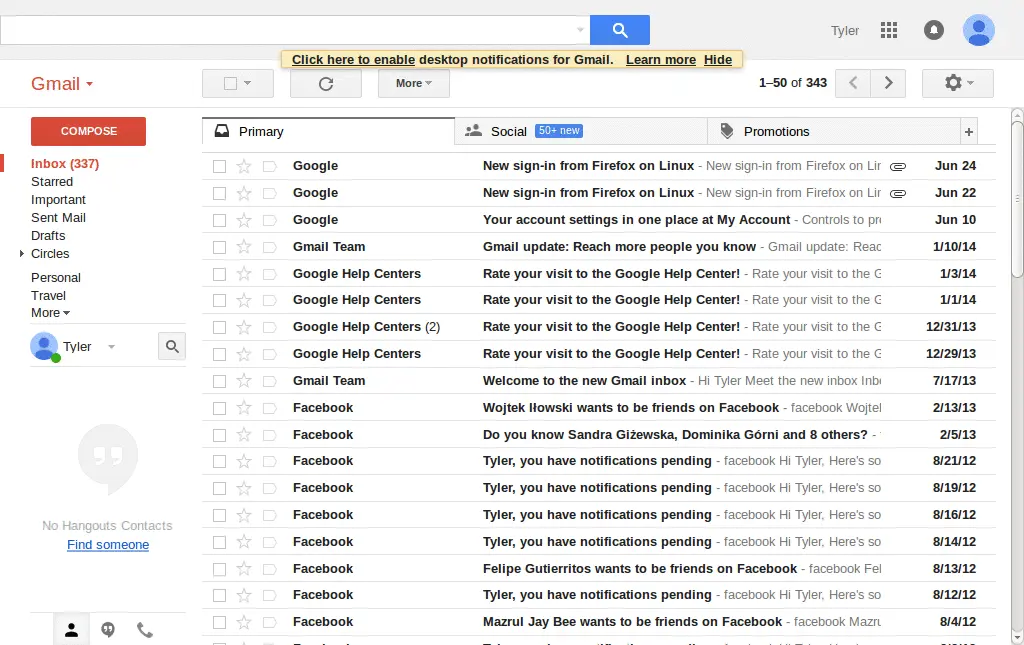 Tyler
Click here to enable desktop notifications for Gmail. Learn more Hide
Gmail
More
1–50 of 343
COMPOSE
Inbox (337)
Starred
Important
Sent Mail
Drafts
Circles
Personal
Travel
More
Tyler
No Hangouts Contacts
Find someone
Primary
Social 50+ new
Promotions
+
Google New sign-in from Firefox on Linux - New sign-in from Firefox on Lin Jun 24
Google New sign-in from Firefox on Linux - New sign-in from Firefox on Lin Jun 22
Google Your account settings in one place at My Account - Controls to pro Jun 10
Gmail Team Gmail update: Reach more people you know - Gmail update: Reac 1/10/14
Google Help Centers Rate your visit to the Google Help Center! - Rate your visit to the G 1/3/14
Google Help Centers Rate your visit to the Google Help Center! - Rate your visit to the G 1/1/14
Google Help Centers (2) Rate your visit to the Google Help Center! - Rate your visit to the G 12/31/13
Google Help Centers Rate your visit to the Google Help Center! - Rate your visit to the G 12/29/13
Gmail Team Welcome to the new Gmail inbox - Hi Tyler Meet the new inbox Inbo 7/17/13
Facebook Wojtek Iłowski wants to be friends on Facebook - facebook Wojtek 2/13/13
Facebook Do you know Sandra Giżewska, Dominika Górni and 8 others? - 2/5/13
Facebook Tyler, you have notifications pending - facebook Hi Tyler, Here's so 8/21/12
Facebook Tyler, you have notifications pending - facebook Hi Tyler, Here's so 8/19/12
Facebook Tyler, you have notifications pending - facebook Hi Tyler, Here's so 8/16/12
Facebook Tyler, you have notifications pending - facebook Hi Tyler, Here's so 8/14/12
Facebook Felipe Gutierritos wants to be friends on Facebook - facebook Fel 8/13/12
Facebook Tyler, you have notifications pending - facebook Hi Tyler, Here's so 8/12/12
Facebook Mazrul Jay Bee wants to be friends on Facebook - facebook Mazru 8/4/12